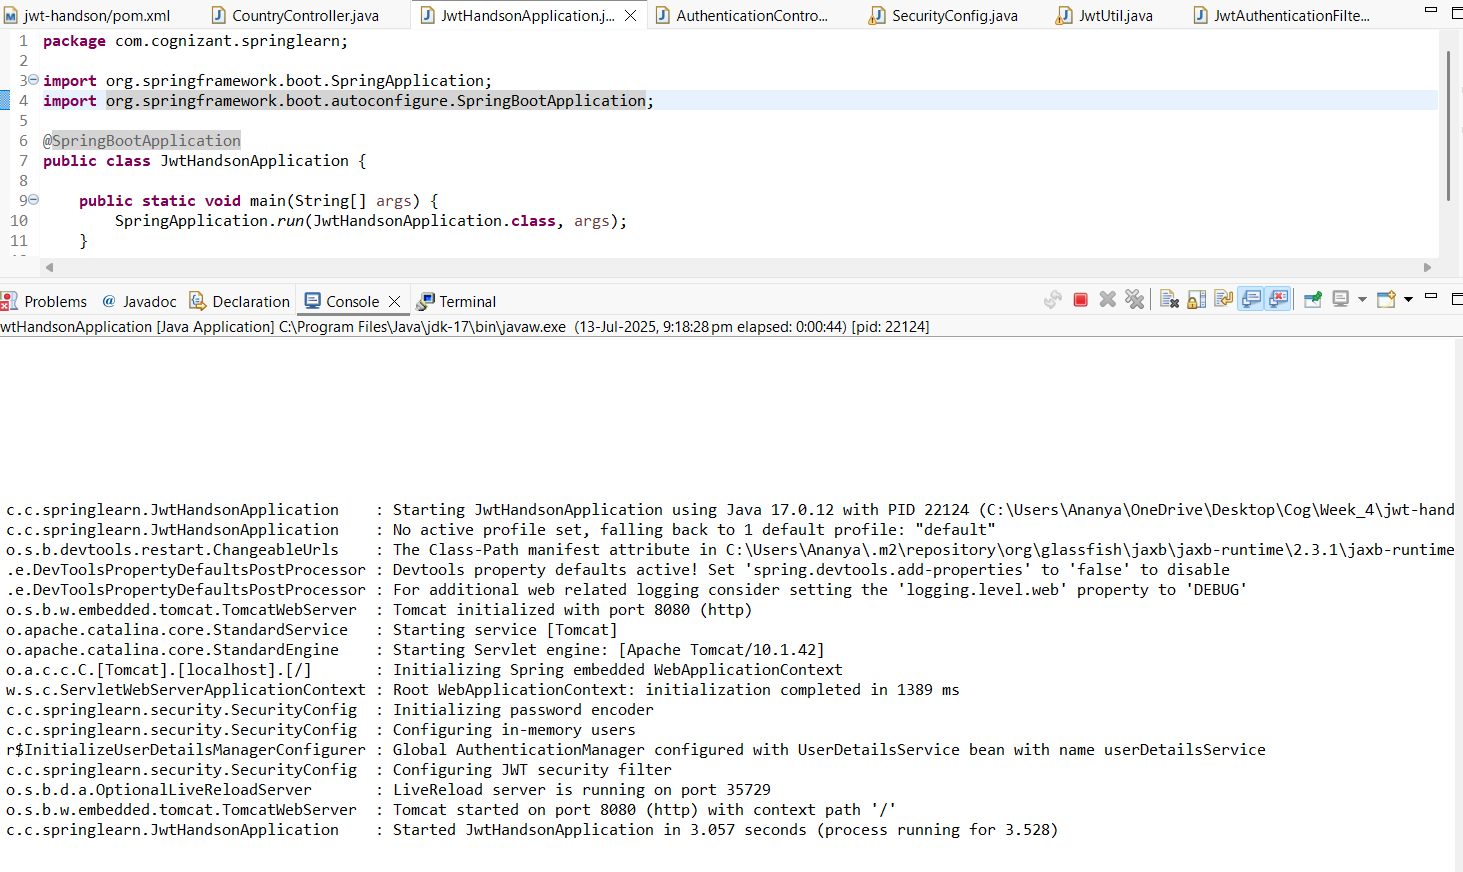 jwt-handson/pom.xml CountryController.java JwtHandsonApplication.j... AuthenticationContro... SecurityConfig.java JwtUtil.java JwtAuthenticationFilte...
1 package com.cognizant.springlearn;
2
3 import org.springframework.boot.SpringApplication;
4 import org.springframework.boot.autoconfigure.SpringBootApplication;
5
6 @SpringBootApplication
7 public class JwtHandsonApplication {
8
9 public static void main(String[] args) {
10 SpringApplication.run(JwtHandsonApplication.class, args);
11 }
Problems Javadoc Declaration Console Terminal
wtHandsonApplication [Java Application] C:\Program Files\Java\jdk-17\bin\javaw.exe (13-Jul-2025, 9:18:28 pm elapsed: 0:00:44) [pid: 22124]
c.c.springlearn.JwtHandsonApplication : Starting JwtHandsonApplication using Java 17.0.12 with PID 22124 (C:\Users\Ananya\OneDrive\Desktop\Cog\Week_4\jwt-hand
c.c.springlearn.JwtHandsonApplication : No active profile set, falling back to 1 default profile: "default"
o.s.b.devtools.restart.ChangeableUrls : The Class-Path manifest attribute in C:\Users\Ananya\.m2\repository\org\glassfish\jaxb\jaxb-runtime\2.3.1\jaxb-runtime
.e.DevToolsPropertyDefaultsPostProcessor : Devtools property defaults active! Set 'spring.devtools.add-properties' to 'false' to disable
.e.DevToolsPropertyDefaultsPostProcessor : For additional web related logging consider setting the 'logging.level.web' property to 'DEBUG'
o.s.b.w.embedded.tomcat.TomcatWebServer : Tomcat initialized with port 8080 (http)
o.apache.catalina.core.StandardService : Starting service [Tomcat]
o.apache.catalina.core.StandardEngine : Starting Servlet engine: [Apache Tomcat/10.1.42]
o.a.c.c.C.[Tomcat].[localhost].[/] : Initializing Spring embedded WebApplicationContext
w.s.c.ServletWebServerApplicationContext : Root WebApplicationContext: initialization completed in 1389 ms
c.c.springlearn.security.SecurityConfig : Initializing password encoder
c.c.springlearn.security.SecurityConfig : Configuring in-memory users
r$InitializeUserDetailsManagerConfigurer : Global AuthenticationManager configured with UserDetailsService bean with name userDetailsService
c.c.springlearn.security.SecurityConfig : Configuring JWT security filter
o.s.b.d.a.OptionalLiveReloadServer : LiveReload server is running on port 35729
o.s.b.w.embedded.tomcat.TomcatWebServer : Tomcat started on port 8080 (http) with context path '/'
c.c.springlearn.JwtHandsonApplication : Started JwtHandsonApplication in 3.057 seconds (process running for 3.528)